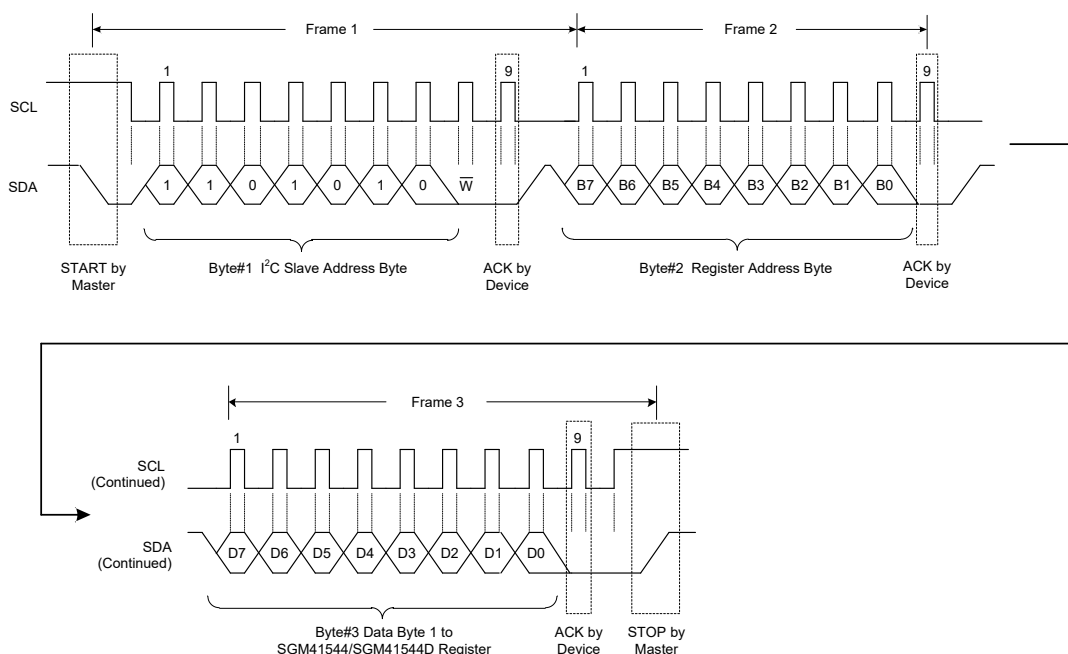 Frame 1 Frame 2
1 9 1 9
SCL
SDA 1 1 0 1 0 1 0 W̅ B7 B6 B5 B4 B3 B2 B1 B0
START by
Master
Byte#1 I²C Slave Address Byte
ACK by
Device
Byte#2 Register Address Byte
ACK by
Device
Frame 3
1 9
SCL
(Continued)
SDA
(Continued)
D7 D6 D5 D4 D3 D2 D1 D0
Byte#3 Data Byte 1 to
SGM41544/SGM41544D Register
ACK by
Device
STOP by
Master